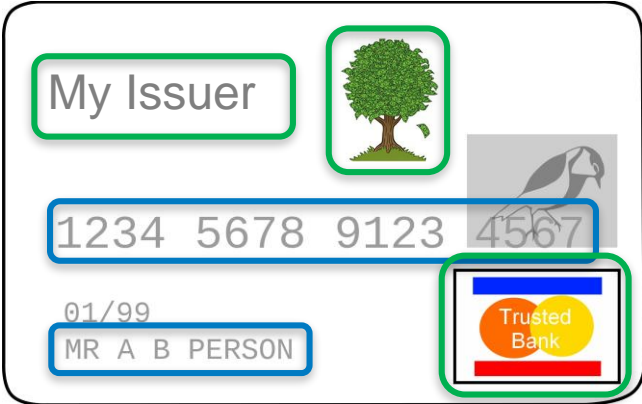 My Issuer
1234 5678 9123 4567
01/99
MR A B PERSON
Trusted
Bank